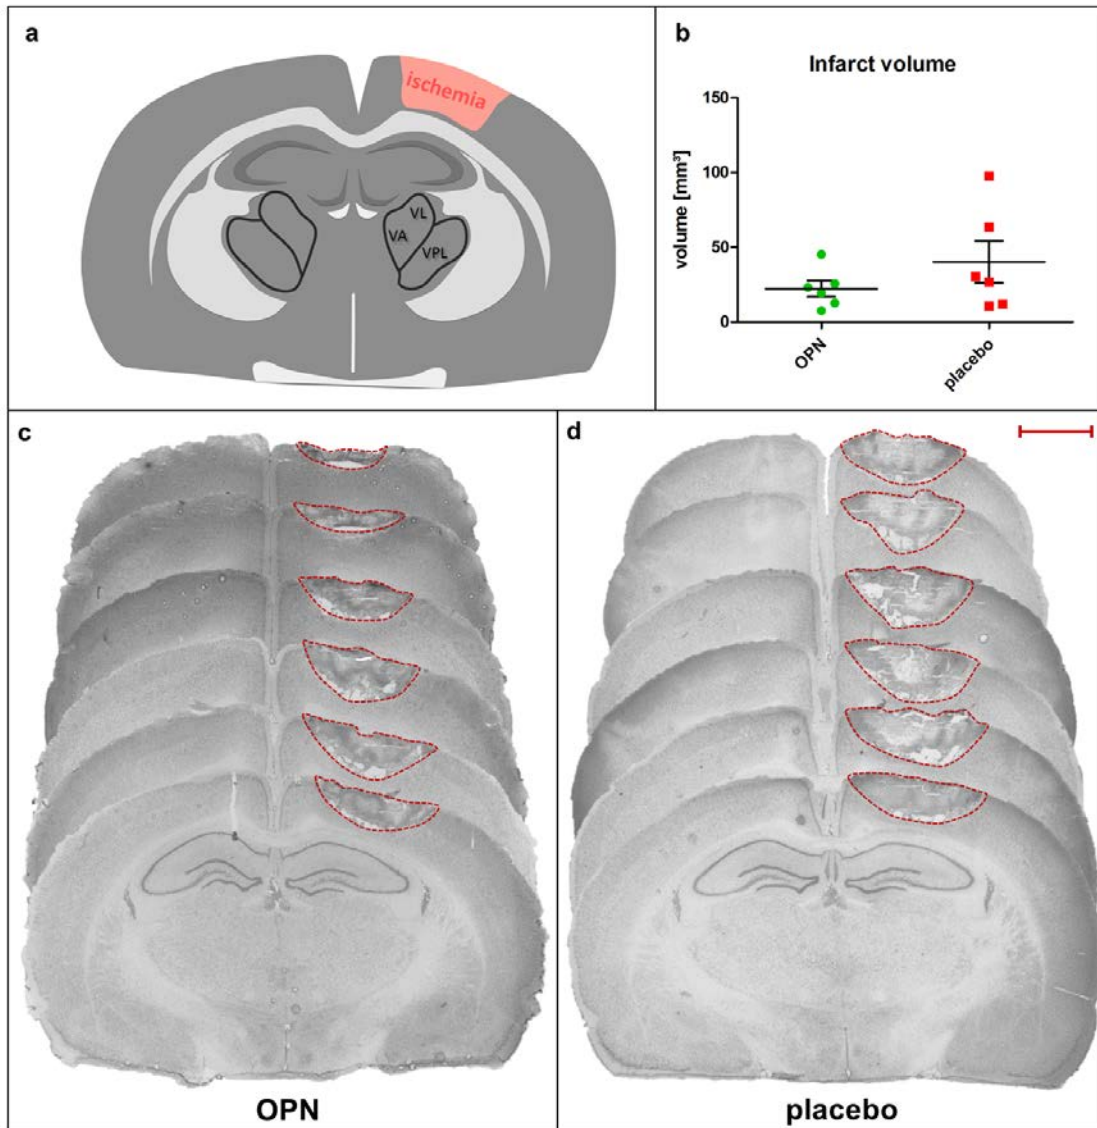 a
ischemia
VL
VA
VPL
b
Infarct volume
150
100
50
0
volume [mm³]
OPN
placebo
c
OPN
d
placebo